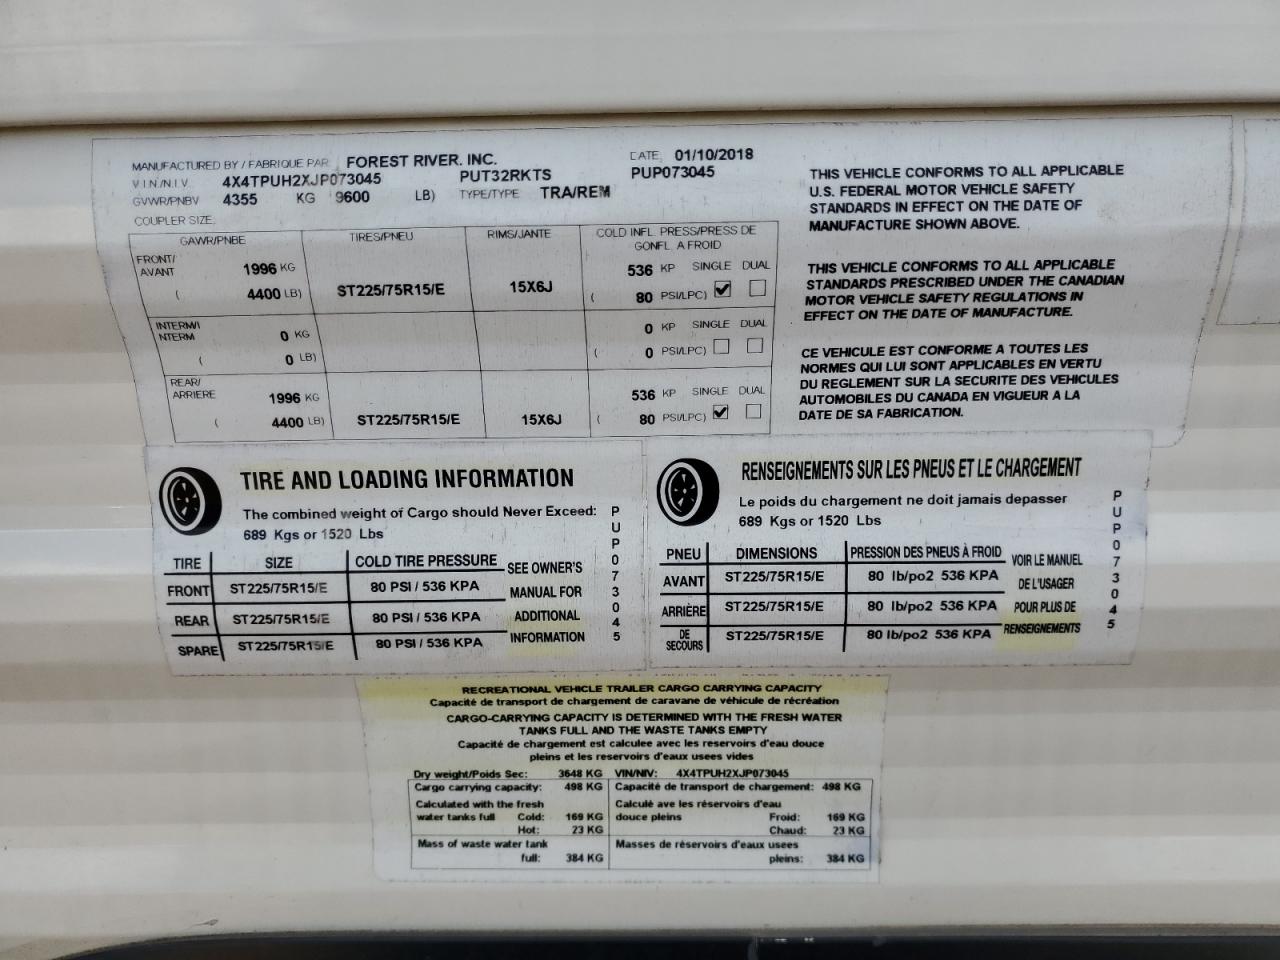 MANUFACTURED BY / FABRIQUE PAR FOREST RIVER. INC. DATE 01/10/2018
V I N / N I V 4X4TPUH2XJP073045 PUT32RKTS PUP073045
GVWR/PNBV 4355 KG 9600 LB) TYPE/TYPE TRA/REM
COUPLER SIZE
GAWR/PNBE TIRES/PNEU RIMS/JANTE COLD INFL PRESS/PRESS DE
GONFL A FROID
FRONT/
AVANT 1996 KG 536 KP SINGLE DUAL
( 4400 LB) ST225/75R15/E 15X6J ( 80 PSI/LPC)
INTERM/I
NTERM 0 KG 0 KP SINGLE DUAL
( 0 LB) ( 0 PSI/LPC)
REAR/
ARRIERE 1996 KG 536 KP SINGLE DUAL
( 4400 LB) ST225/75R15/E 15X6J ( 80 PSI/LPC)
THIS VEHICLE CONFORMS TO ALL APPLICABLE
U.S. FEDERAL MOTOR VEHICLE SAFETY
STANDARDS IN EFFECT ON THE DATE OF
MANUFACTURE SHOWN ABOVE.
THIS VEHICLE CONFORMS TO ALL APPLICABLE
STANDARDS PRESCRIBED UNDER THE CANADIAN
MOTOR VEHICLE SAFETY REGULATIONS IN
EFFECT ON THE DATE OF MANUFACTURE.
CE VEHICULE EST CONFORME A TOUTES LES
NORMES QUI LUI SONT APPLICABLES EN VERTU
DU REGLEMENT SUR LA SECURITE DES VEHICULES
AUTOMOBILES DU CANADA EN VIGUEUR A LA
DATE DE SA FABRICATION.
TIRE AND LOADING INFORMATION
The combined weight of Cargo should Never Exceed:
689 Kgs or 1520 Lbs
TIRE SIZE COLD TIRE PRESSURE
FRONT ST225/75R15/E 80 PSI / 536 KPA
REAR ST225/75R15/E 80 PSI / 536 KPA
SPARE ST225/75R15/E 80 PSI / 536 KPA
SEE OWNER'S
MANUAL FOR
ADDITIONAL
INFORMATION
PUP073045
RENSEIGNEMENTS SUR LES PNEUS ET LE CHARGEMENT
Le poids du chargement ne doit jamais depasser
689 Kgs or 1520 Lbs
PNEU DIMENSIONS PRESSION DES PNEUS À FROID
AVANT ST225/75R15/E 80 lb/po2 536 KPA
ARRIÈRE ST225/75R15/E 80 lb/po2 536 KPA
DE
SECOURS ST225/75R15/E 80 lb/po2 536 KPA
VOIR LE MANUEL
DE L'USAGER
POUR PLUS DE
RENSEIGNEMENTS
PUP073045
RECREATIONAL VEHICLE TRAILER CARGO CARRYING CAPACITY
Capacité de transport de chargement de caravane de véhicule de récréation
CARGO-CARRYING CAPACITY IS DETERMINED WITH THE FRESH WATER
TANKS FULL AND THE WASTE TANKS EMPTY
Capacité de chargement est calculee avec les reservoirs d'eau douce
pleins et les reservoirs d'eaux usees vides
Dry weight/Poids Sec: 3648 KG VIN/NIV: 4X4TPUH2XJP073045
Cargo carrying capacity: 498 KG Capacité de transport de chargement: 498 KG
Calculated with the fresh Calculé ave les réservoirs d'eau
water tanks full Cold: 169 KG douce pleins Froid: 169 KG
Hot: 23 KG Chaud: 23 KG
Mass of waste water tank Masses de réservoirs d'eaux usees
full: 384 KG pleins: 384 KG